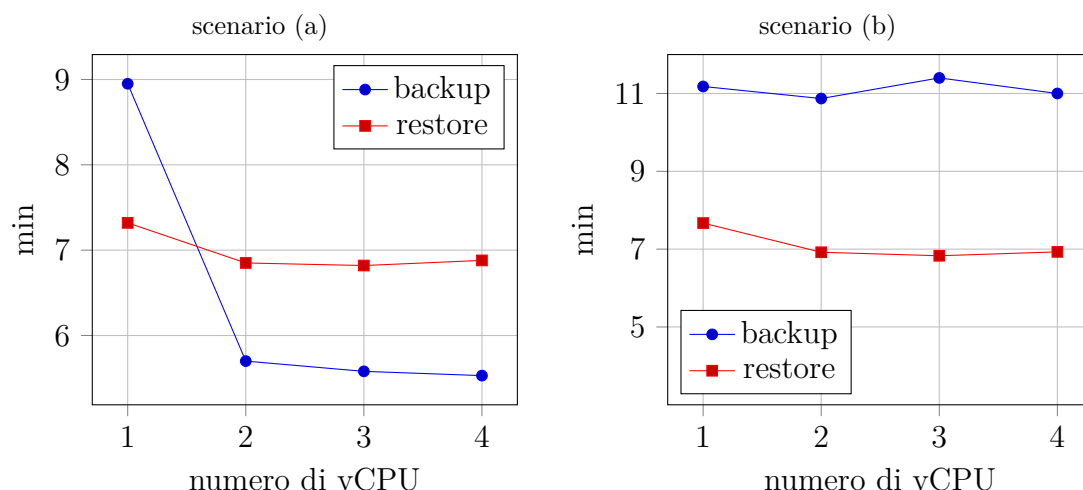 scenario (a)
9
8
7
6
1 2 3 4
min
numero di vCPU
backup
restore
scenario (b)
11
9
7
5
1 2 3 4
min
numero di vCPU
backup
restore